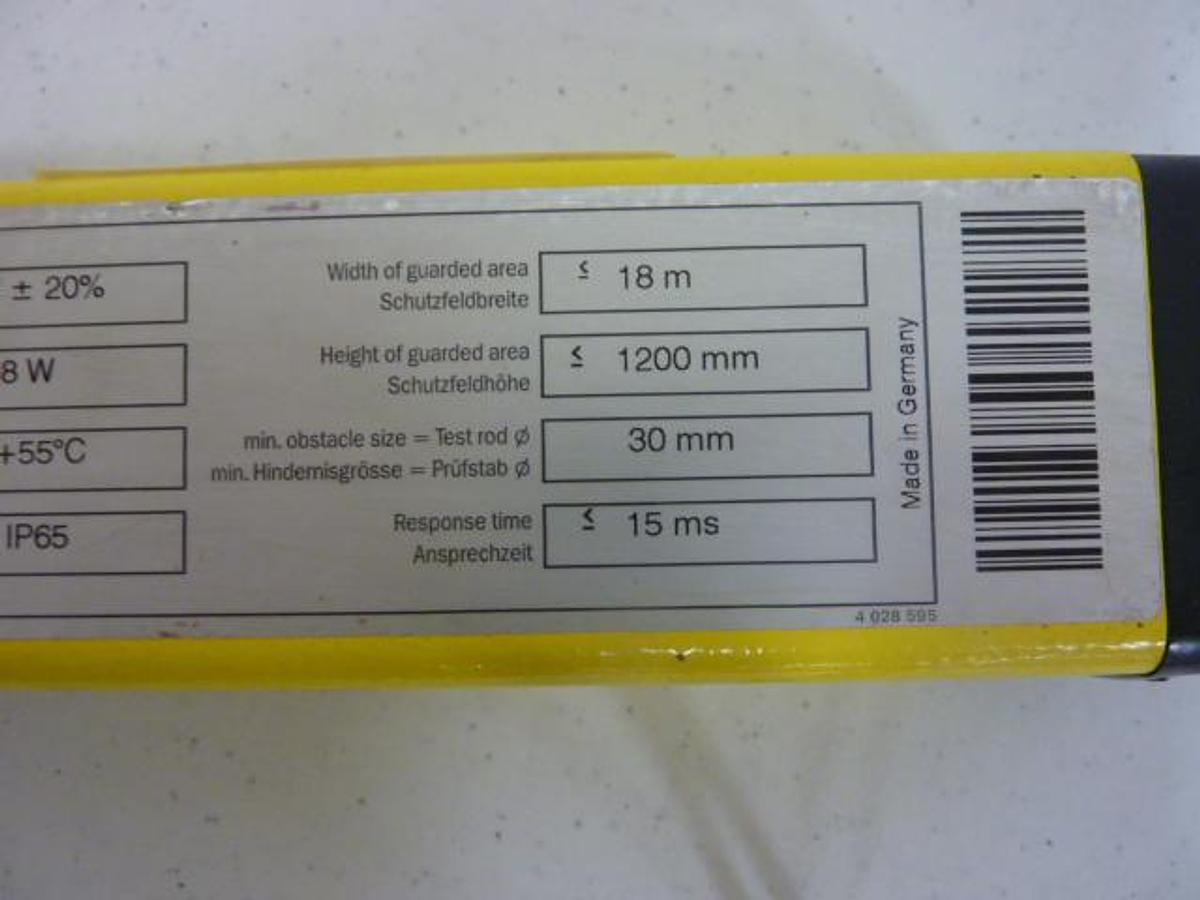 ± 20%
8 W
+55°C
IP65
Width of guarded area
Schutzfeldbreite
≤ 18 m
Height of guarded area
Schutzfeldhöhe
≤ 1200 mm
min. obstacle size = Test rod ø
min. Hindernisgrösse = Prüfstab ø
30 mm
Response time
Ansprechzeit
≤ 15 ms
Made in Germany
4 028 595